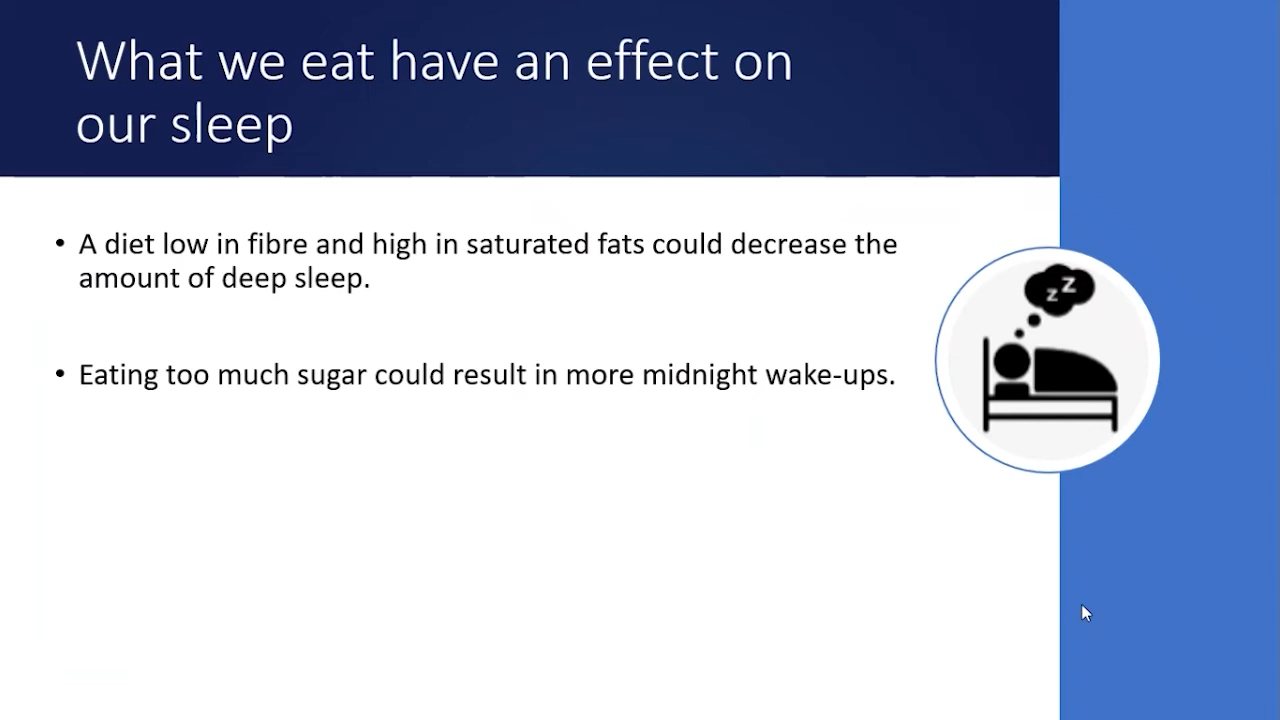 What we eat have an effect on
our sleep
• A diet low in fibre and high in saturated fats could decrease the
amount of deep sleep.
• Eating too much sugar could result in more midnight wake-ups.
z z